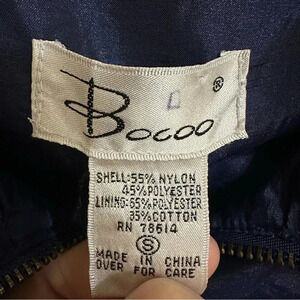 Bocoo ®
L
SHELL:55% NYLON
45%POLYESTER
LINING:65%POLYESTER
35%COTTON
RN 78614
S
MADE IN CHINA
OVER FOR CARE